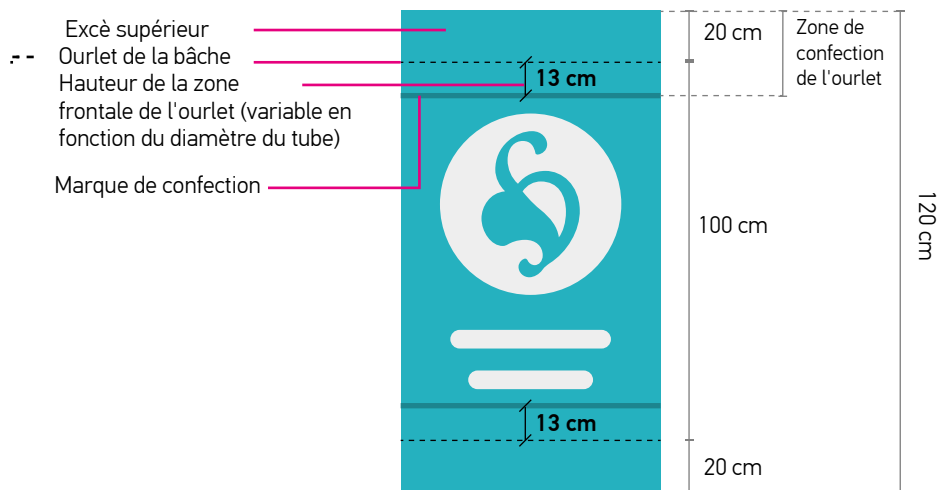 Excè supérieur
Ourlet de la bâche
Hauteur de la zone
frontale de l'ourlet (variable en
fonction du diamètre du tube)
Marque de confection
13 cm
13 cm
20 cm
Zone de
confection
de l'ourlet
100 cm
120 cm
20 cm